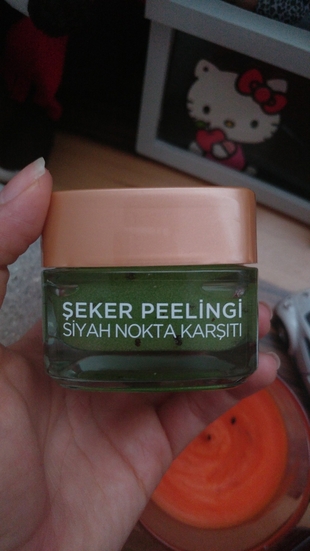 ŞEKER PEELİNGİ
SİYAH NOKTA KARŞITI